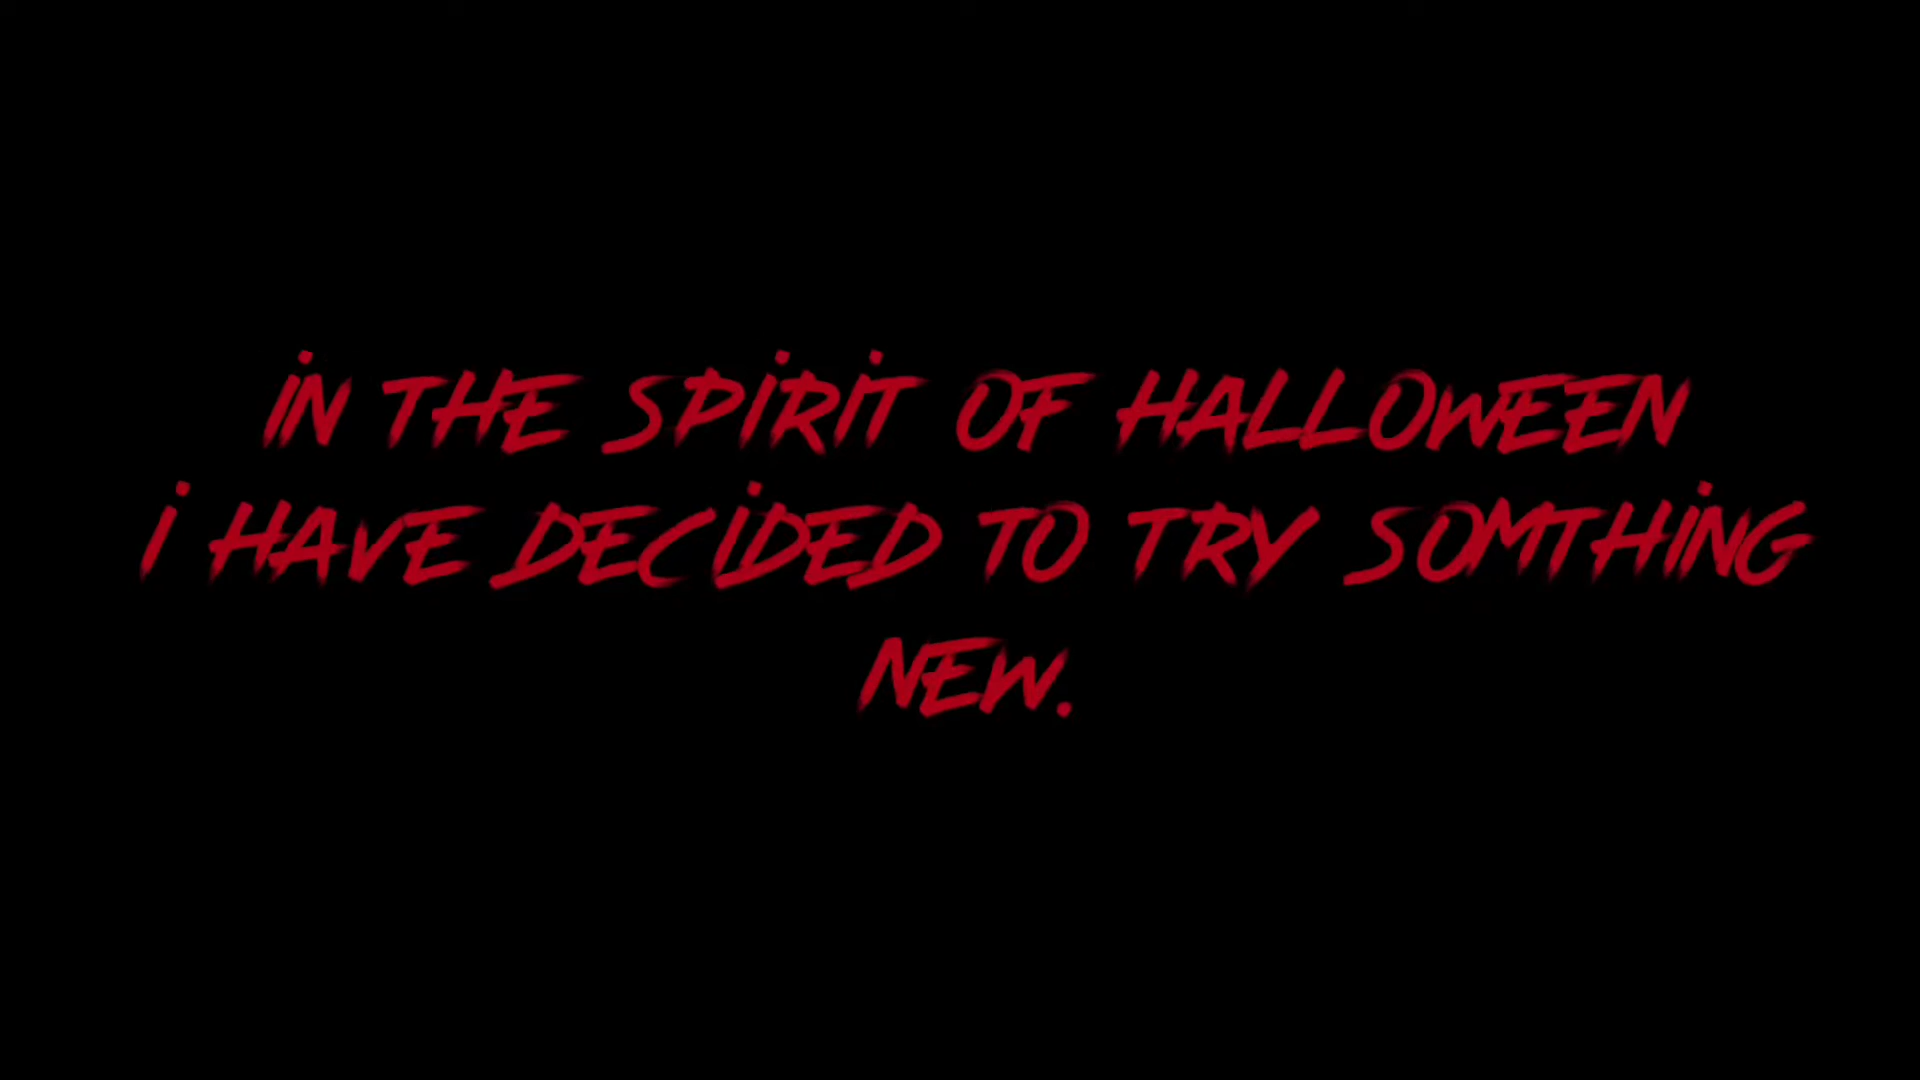 iN THE SPiRiT OF HALLOWEEN
i HAVE DECiDED TO TRY SOMTHiNG
NEW.